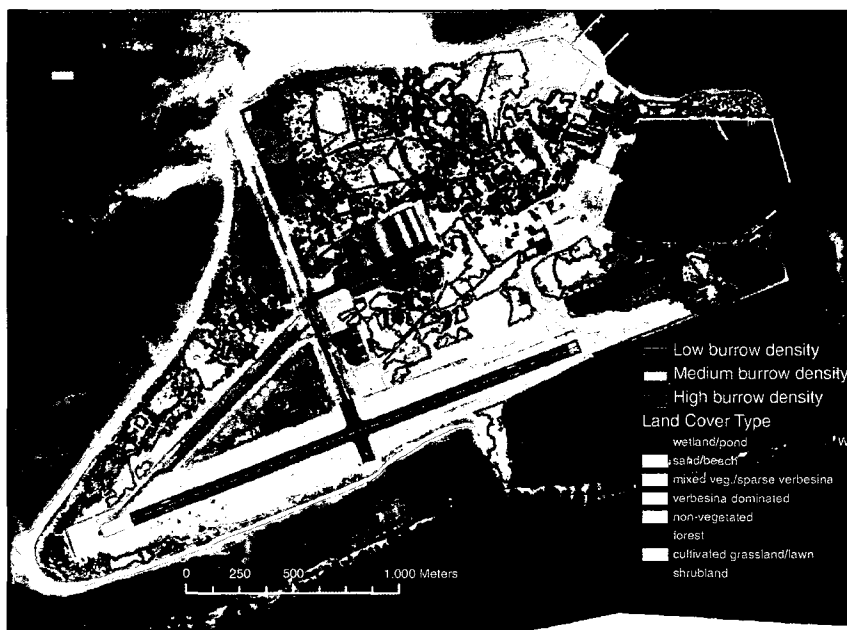 Low burrow density
Medium burrow density
High burrow density
Land Cover Type
wetland/pond
W
sand/beach
mixed veg./sparse verbesina
verbesina dominated
non-vegetated
forest
cultivated grassland/lawn
shrubland
0 250 500 1,000 Meters